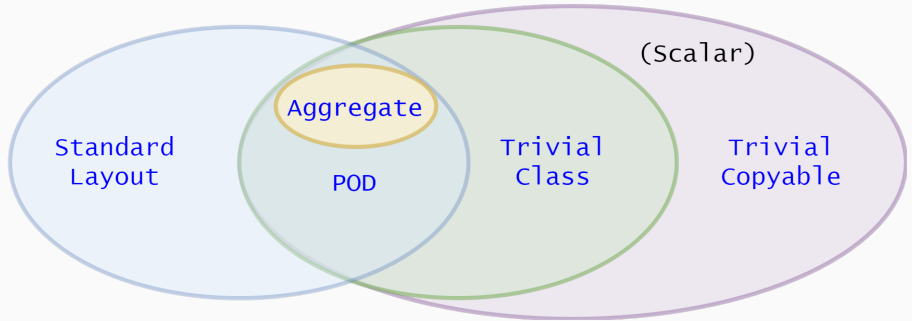 (Scalar)
Aggregate
Standard
Layout
POD
Trivial
Class
Trivial
Copyable